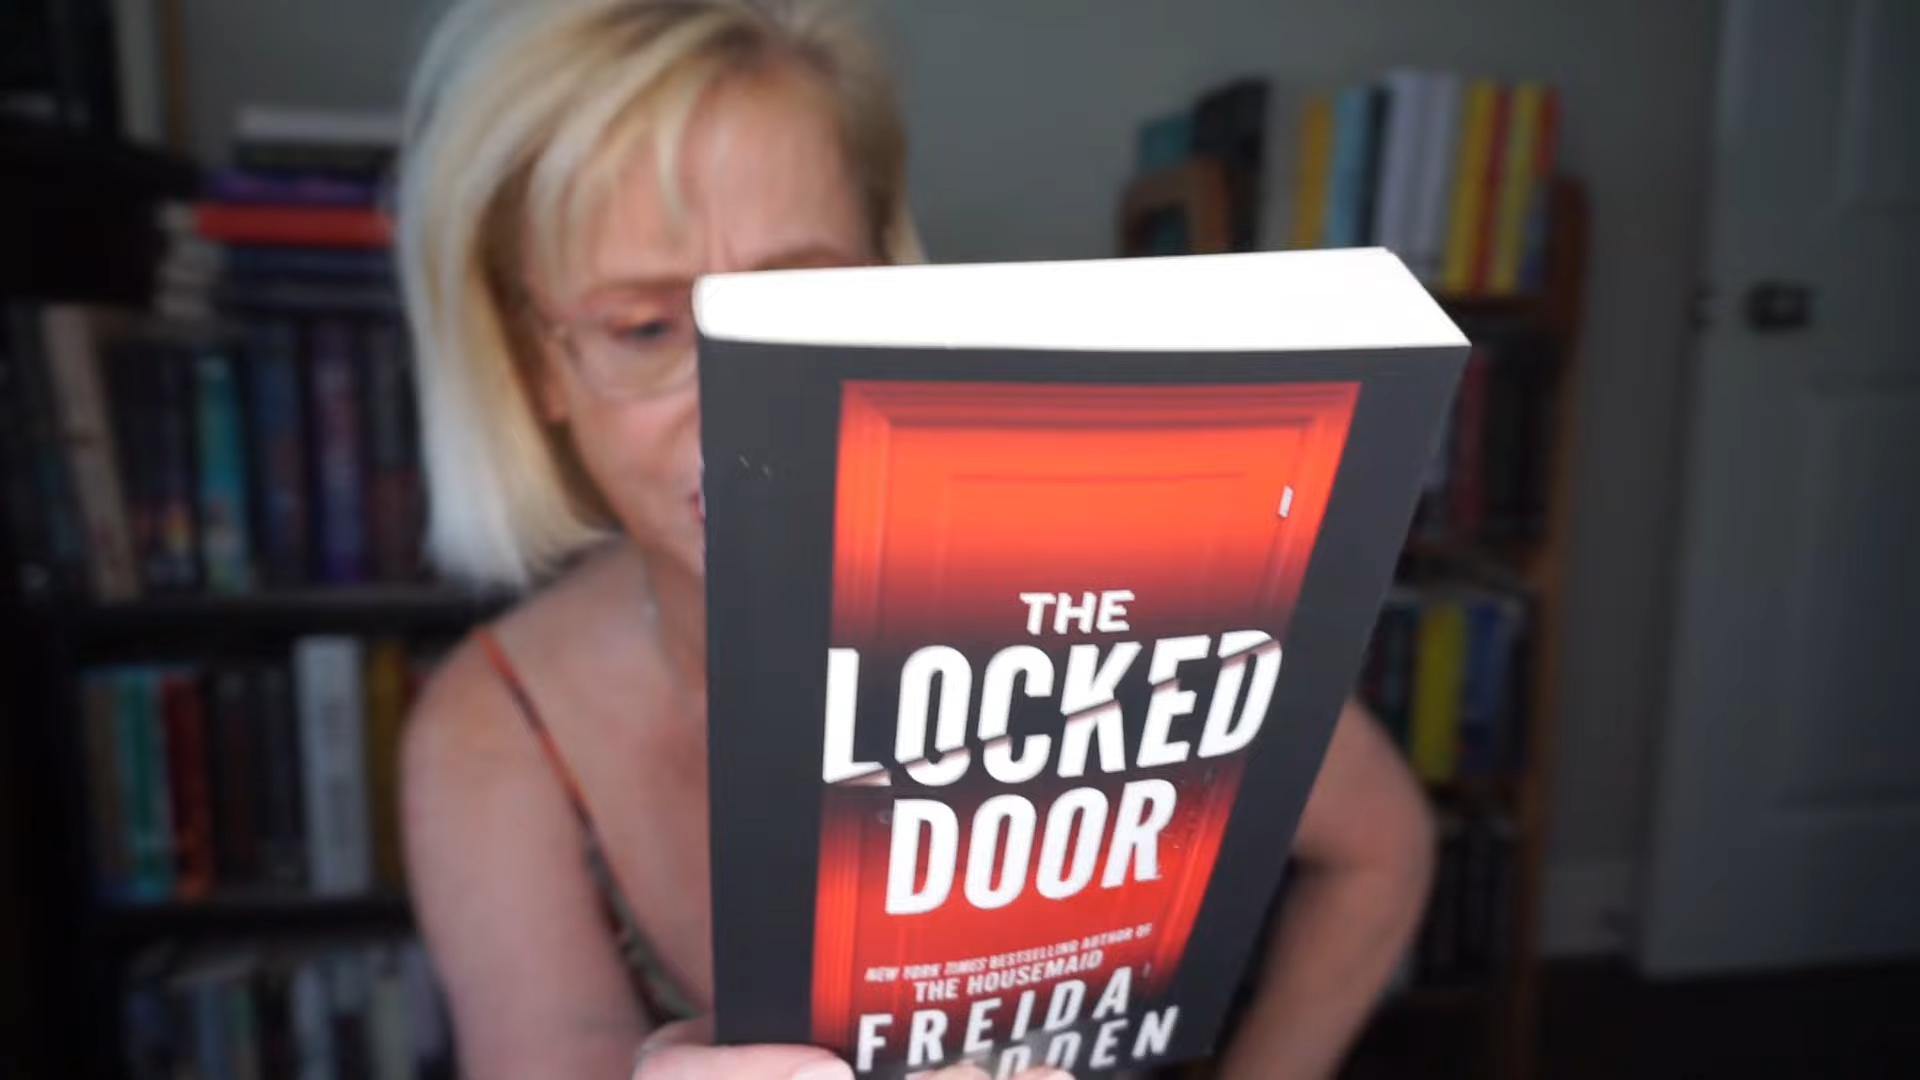 THE
LOCKED
DOOR
NEW YORK TIMES BESTSELLING AUTHOR OF
THE HOUSEMAID
FREIDA